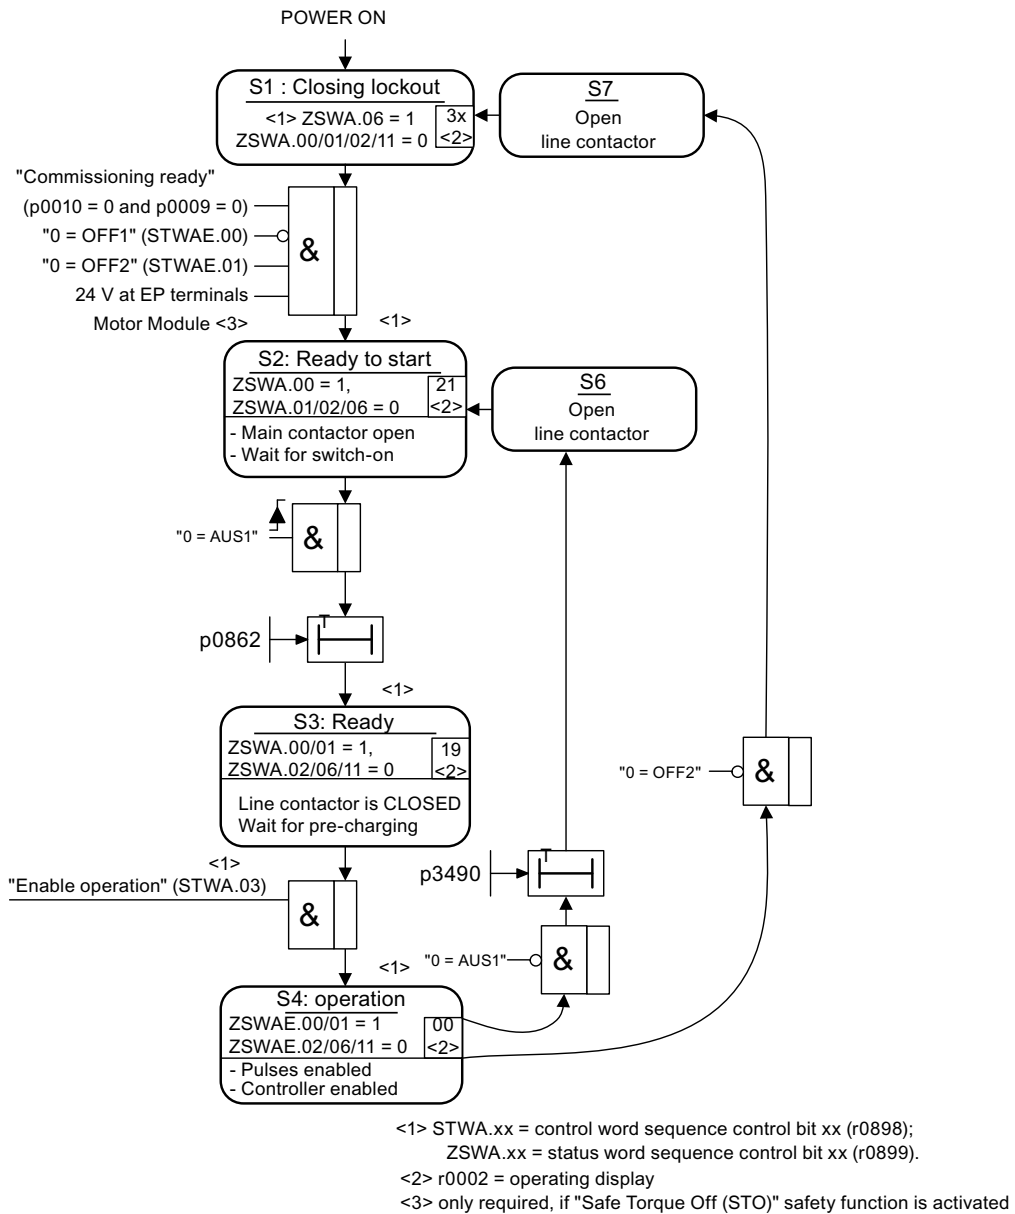 POWER ON
S1 : Closing lockout
<1> ZSWA.06 = 1
ZSWA.00/01/02/11 = 0
3x
<2>
S7
Open
line contactor
"Commissioning ready"
(p0010 = 0 and p0009 = 0)
"0 = OFF1" (STWAE.00)
"0 = OFF2" (STWAE.01)
24 V at EP terminals
Motor Module <3>
&
<1>
S2: Ready to start
ZSWA.00 = 1,
ZSWA.01/02/06 = 0
21
<2>
- Main contactor open
- Wait for switch-on
S6
Open
line contactor
"0 = AUS1"
&
p0862
T
<1>
S3: Ready
ZSWA.00/01 = 1,
ZSWA.02/06/11 = 0
19
<2>
Line contactor is CLOSED
Wait for pre-charging
"0 = OFF2"
&
<1>
"Enable operation" (STWA.03)
&
p3490
T
"0 = AUS1"
&
<1>
S4: operation
ZSWAE.00/01 = 1
ZSWAE.02/06/11 = 0
00
<2>
- Pulses enabled
- Controller enabled
<1> STWA.xx = control word sequence control bit xx (r0898);
ZSWA.xx = status word sequence control bit xx (r0899).
<2> r0002 = operating display
<3> only required, if "Safe Torque Off (STO)" safety function is activated